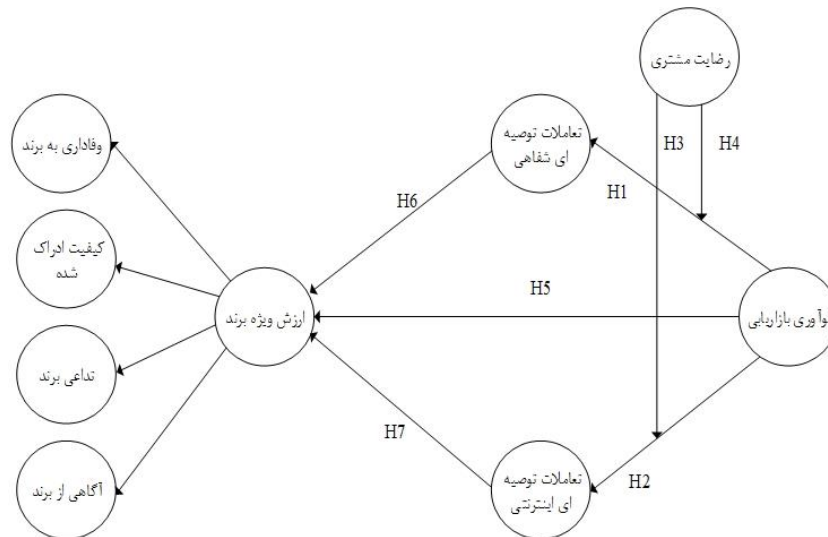 رضایت مشتری
H3
H4
تعاملات توصیه
ای شفاهی
H1
H6
وفاداری به برند
کیفیت ادراک
شده
نوآوری بازاریابی
H5
ارزش ویژه برند
تداعی برند
تعاملات توصیه
ای اینترنتی
H2
H7
آگاهی از برند